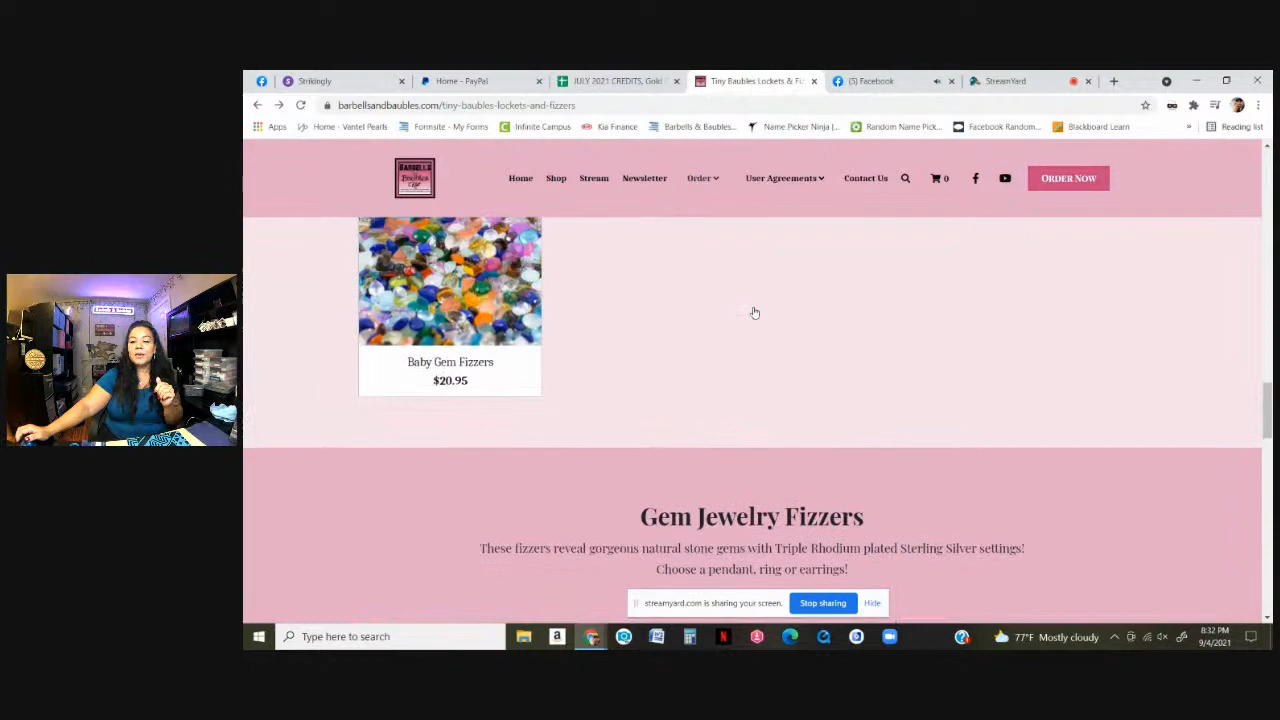 Strikingly
Home - PayPal
JULY 2021 CREDITS, Gold
Tiny Baubles Lockets & Fiz
(5) Facebook
StreamYard
barbellsandbaubles.com/tiny-baubles-lockets-and-fizzers
Apps
Home - Vantel Pearls
Formsite - My Forms
Infinite Campus
Kia Finance
Barbells & Baubles...
Name Picker Ninja |...
Random Name Pick...
Facebook Random...
Blackboard Learn
»
Reading list
BARBELLS
Baubles
Home
Shop
Stream
Newsletter
Order
User Agreements
Contact Us
0
ORDER NOW
Baby Gem Fizzers
$20.95
Gem Jewelry Fizzers
These fizzers reveal gorgeous natural stone gems with Triple Rhodium plated Sterling Silver settings!
Choose a pendant, ring or earrings!
streamyard.com is sharing your screen.
Stop sharing
Hide
Type here to search
77°F Mostly cloudy
8:32 PM
9/4/2021